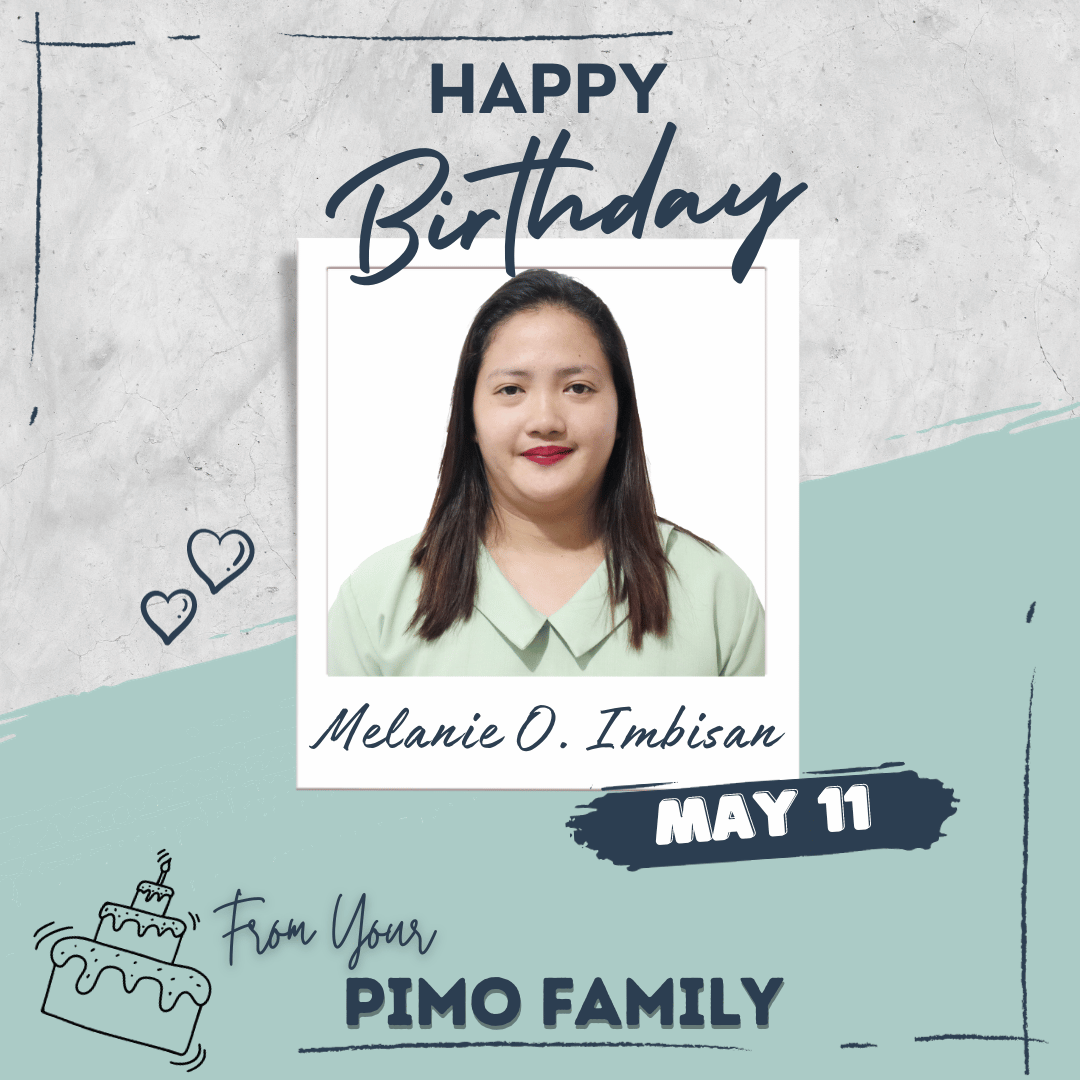 HAPPY
Birthday
Melanie O. Imbisan
MAY 11
From Your
PIMO FAMILY